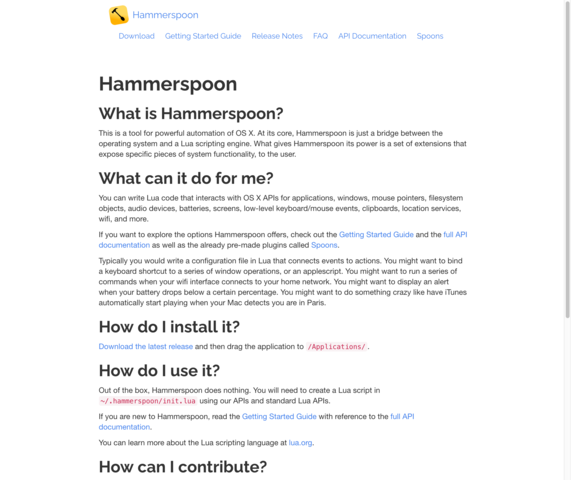 Hammerspoon
Download Getting Started Guide Release Notes FAQ API Documentation Spoons
Hammerspoon
What is Hammerspoon?
This is a tool for powerful automation of OS X. At its core, Hammerspoon is just a bridge between the
operating system and a Lua scripting engine. What gives Hammerspoon its power is a set of extensions that
expose specific pieces of system functionality, to the user.
What can it do for me?
You can write Lua code that interacts with OS X APIs for applications, windows, mouse pointers, filesystem
objects, audio devices, batteries, screens, low-level keyboard/mouse events, clipboards, location services,
wifi, and more.
If you want to explore the options Hammerspoon offers, check out the Getting Started Guide and the full API
documentation as well as the already pre-made plugins called Spoons.
Typically you would write a configuration file in Lua that connects events to actions. You might want to bind
a keyboard shortcut to a series of window operations, or an applescript. You might want to run a series of
commands when your wifi interface connects to your home network. You might want to display an alert
when your battery drops below a certain percentage. You might want to do something crazy like have iTunes
automatically start playing when your Mac detects you are in Paris.
How do I install it?
Download the latest release and then drag the application to /Applications/.
How do I use it?
Out of the box, Hammerspoon does nothing. You will need to create a Lua script in
~/.hammerspoon/init.lua using our APIs and standard Lua APIs.
If you are new to Hammerspoon, read the Getting Started Guide with reference to the full API
documentation.
You can learn more about the Lua scripting language at lua.org.
How can I contribute?